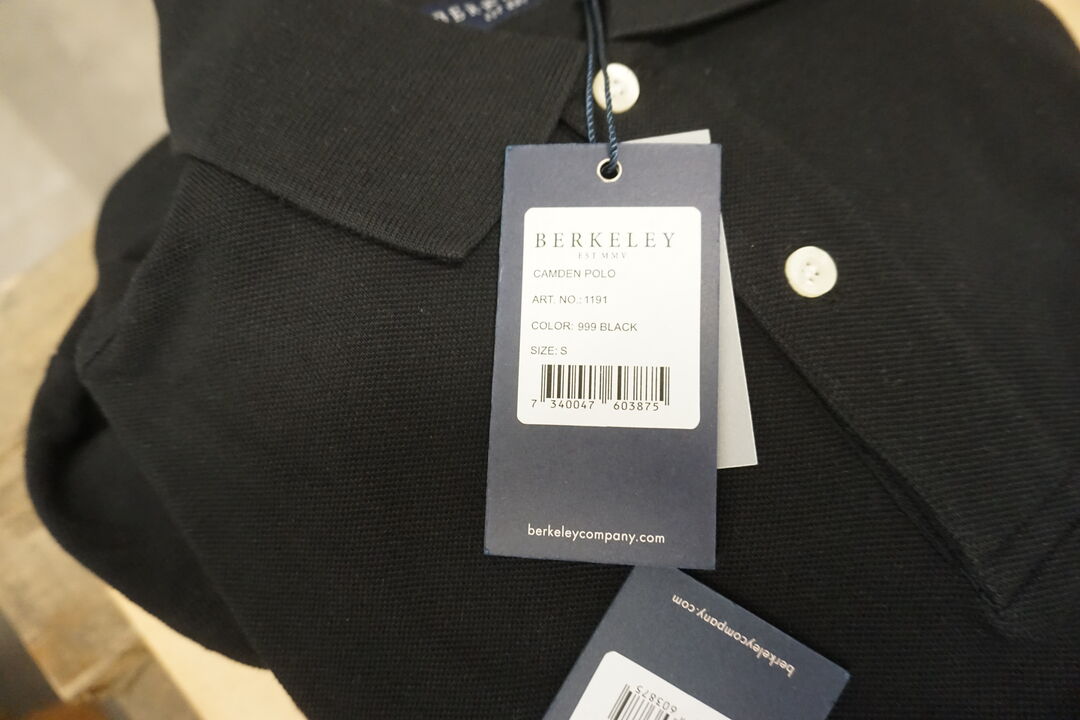 BERKELEY
EST MMV
CAMDEN POLO
ART. NO.: 1191
COLOR: 999 BLACK
SIZE: S
7 340047 603875
berkeleycompany.com
berkeleycompany.com
603875